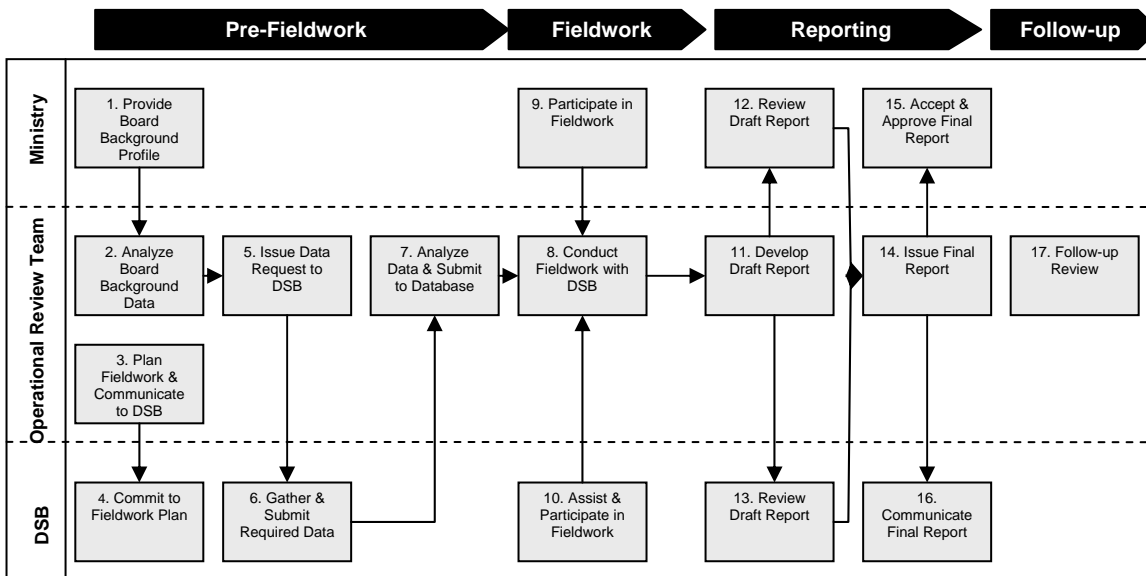 Pre-Fieldwork
Fieldwork
Reporting
Follow-up
Ministry
1. Provide
Board
Background
Profile
9. Participate in
Fieldwork
12. Review
Draft Report
15. Accept &
Approve Final
Report
Operational Review Team
2. Analyze
Board
Background
Data
5. Issue Data
Request to
DSB
7. Analyze
Data & Submit
to Database
8. Conduct
Fieldwork with
DSB
11. Develop
Draft Report
14. Issue Final
Report
17. Follow-up
Review
3. Plan
Fieldwork &
Communicate
to DSB
DSB
4. Commit to
Fieldwork Plan
6. Gather &
Submit
Required Data
10. Assist &
Participate in
Fieldwork
13. Review
Draft Report
16.
Communicate
Final Report